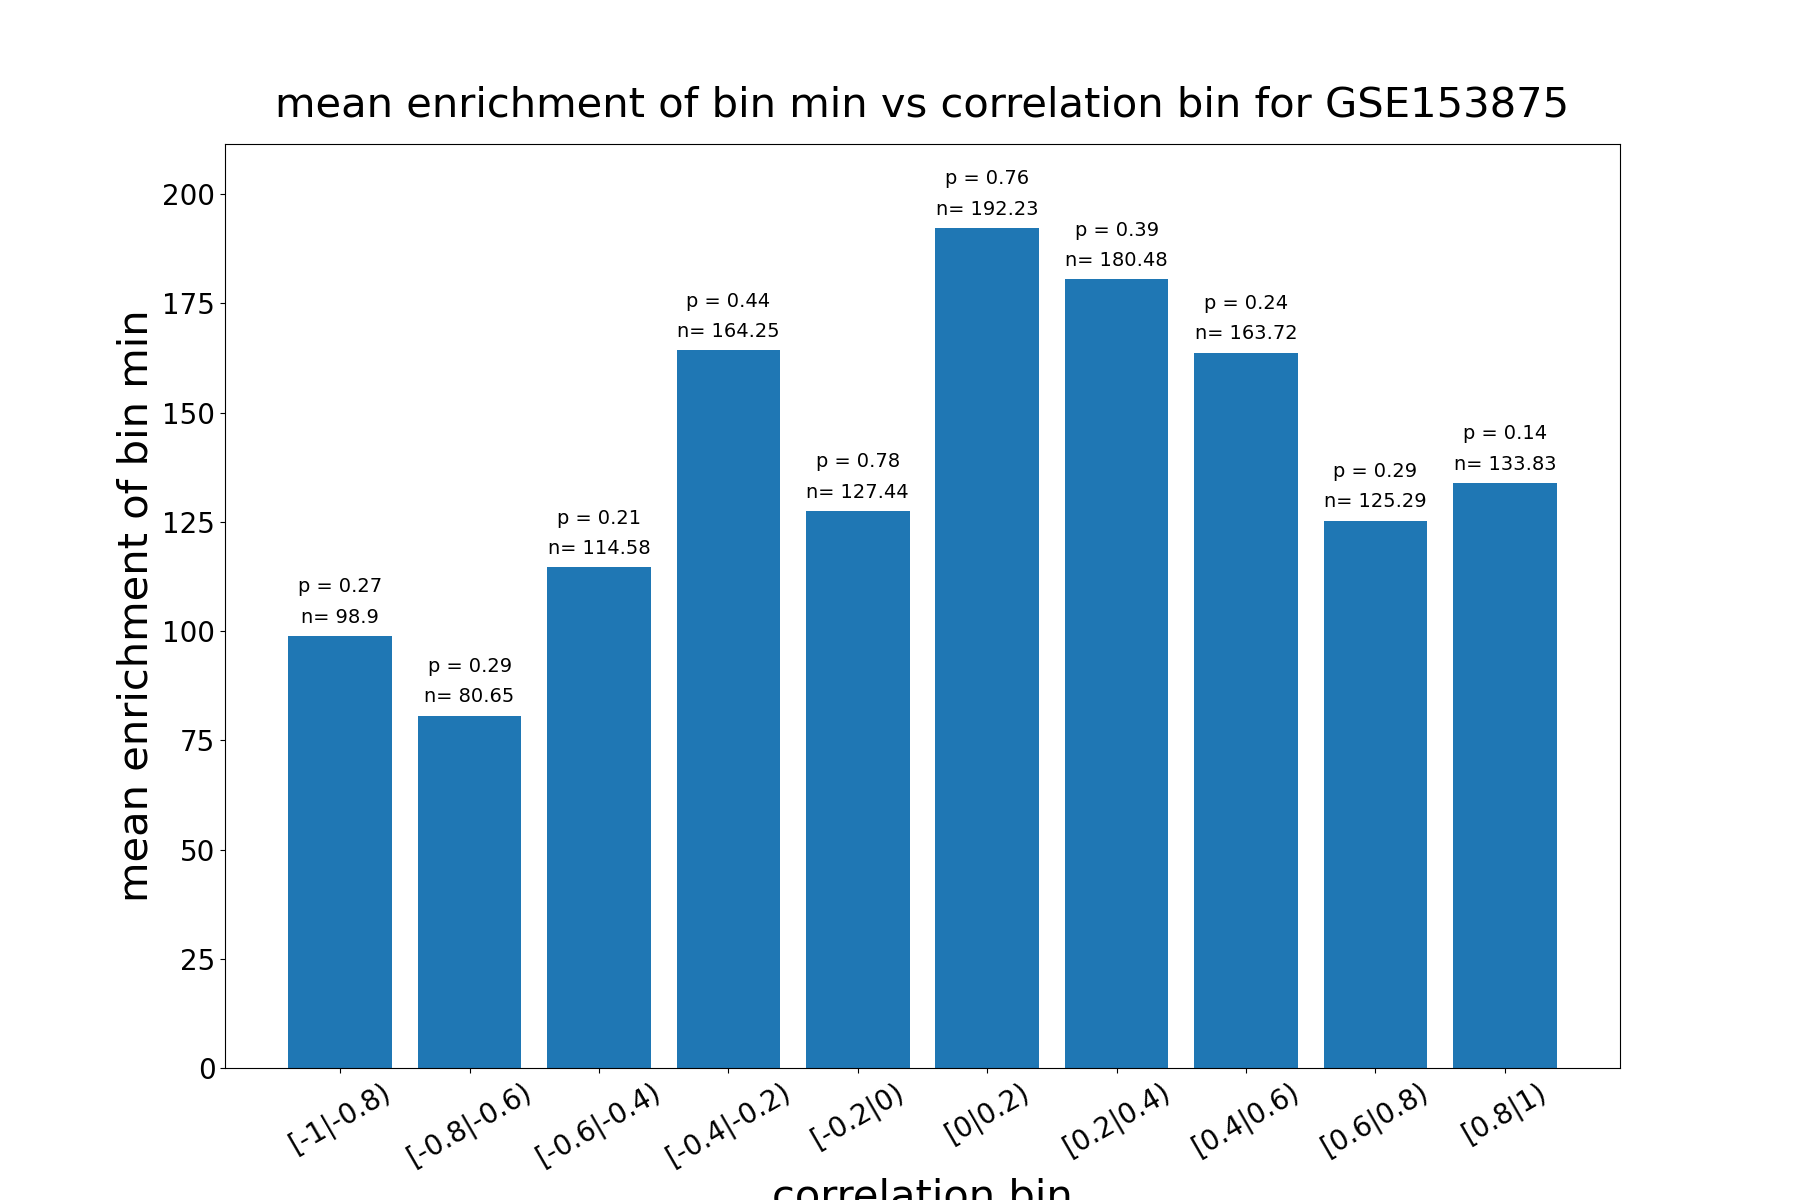 mean enrichment of bin min vs correlation bin for GSE153875
mean enrichment of bin min
200
175
150
125
100
75
50
25
0
p = 0.27
n= 98.9
p = 0.29
n= 80.65
p = 0.21
n= 114.58
p = 0.44
n= 164.25
p = 0.78
n= 127.44
p = 0.76
n= 192.23
p = 0.39
n= 180.48
p = 0.24
n= 163.72
p = 0.29
n= 125.29
p = 0.14
n= 133.83
[-1|-0.8)
[-0.8|-0.6)
[-0.6|-0.4)
[-0.4|-0.2)
[-0.2|0)
[0|0.2)
[0.2|0.4)
[0.4|0.6)
[0.6|0.8)
[0.8|1)
correlation bin